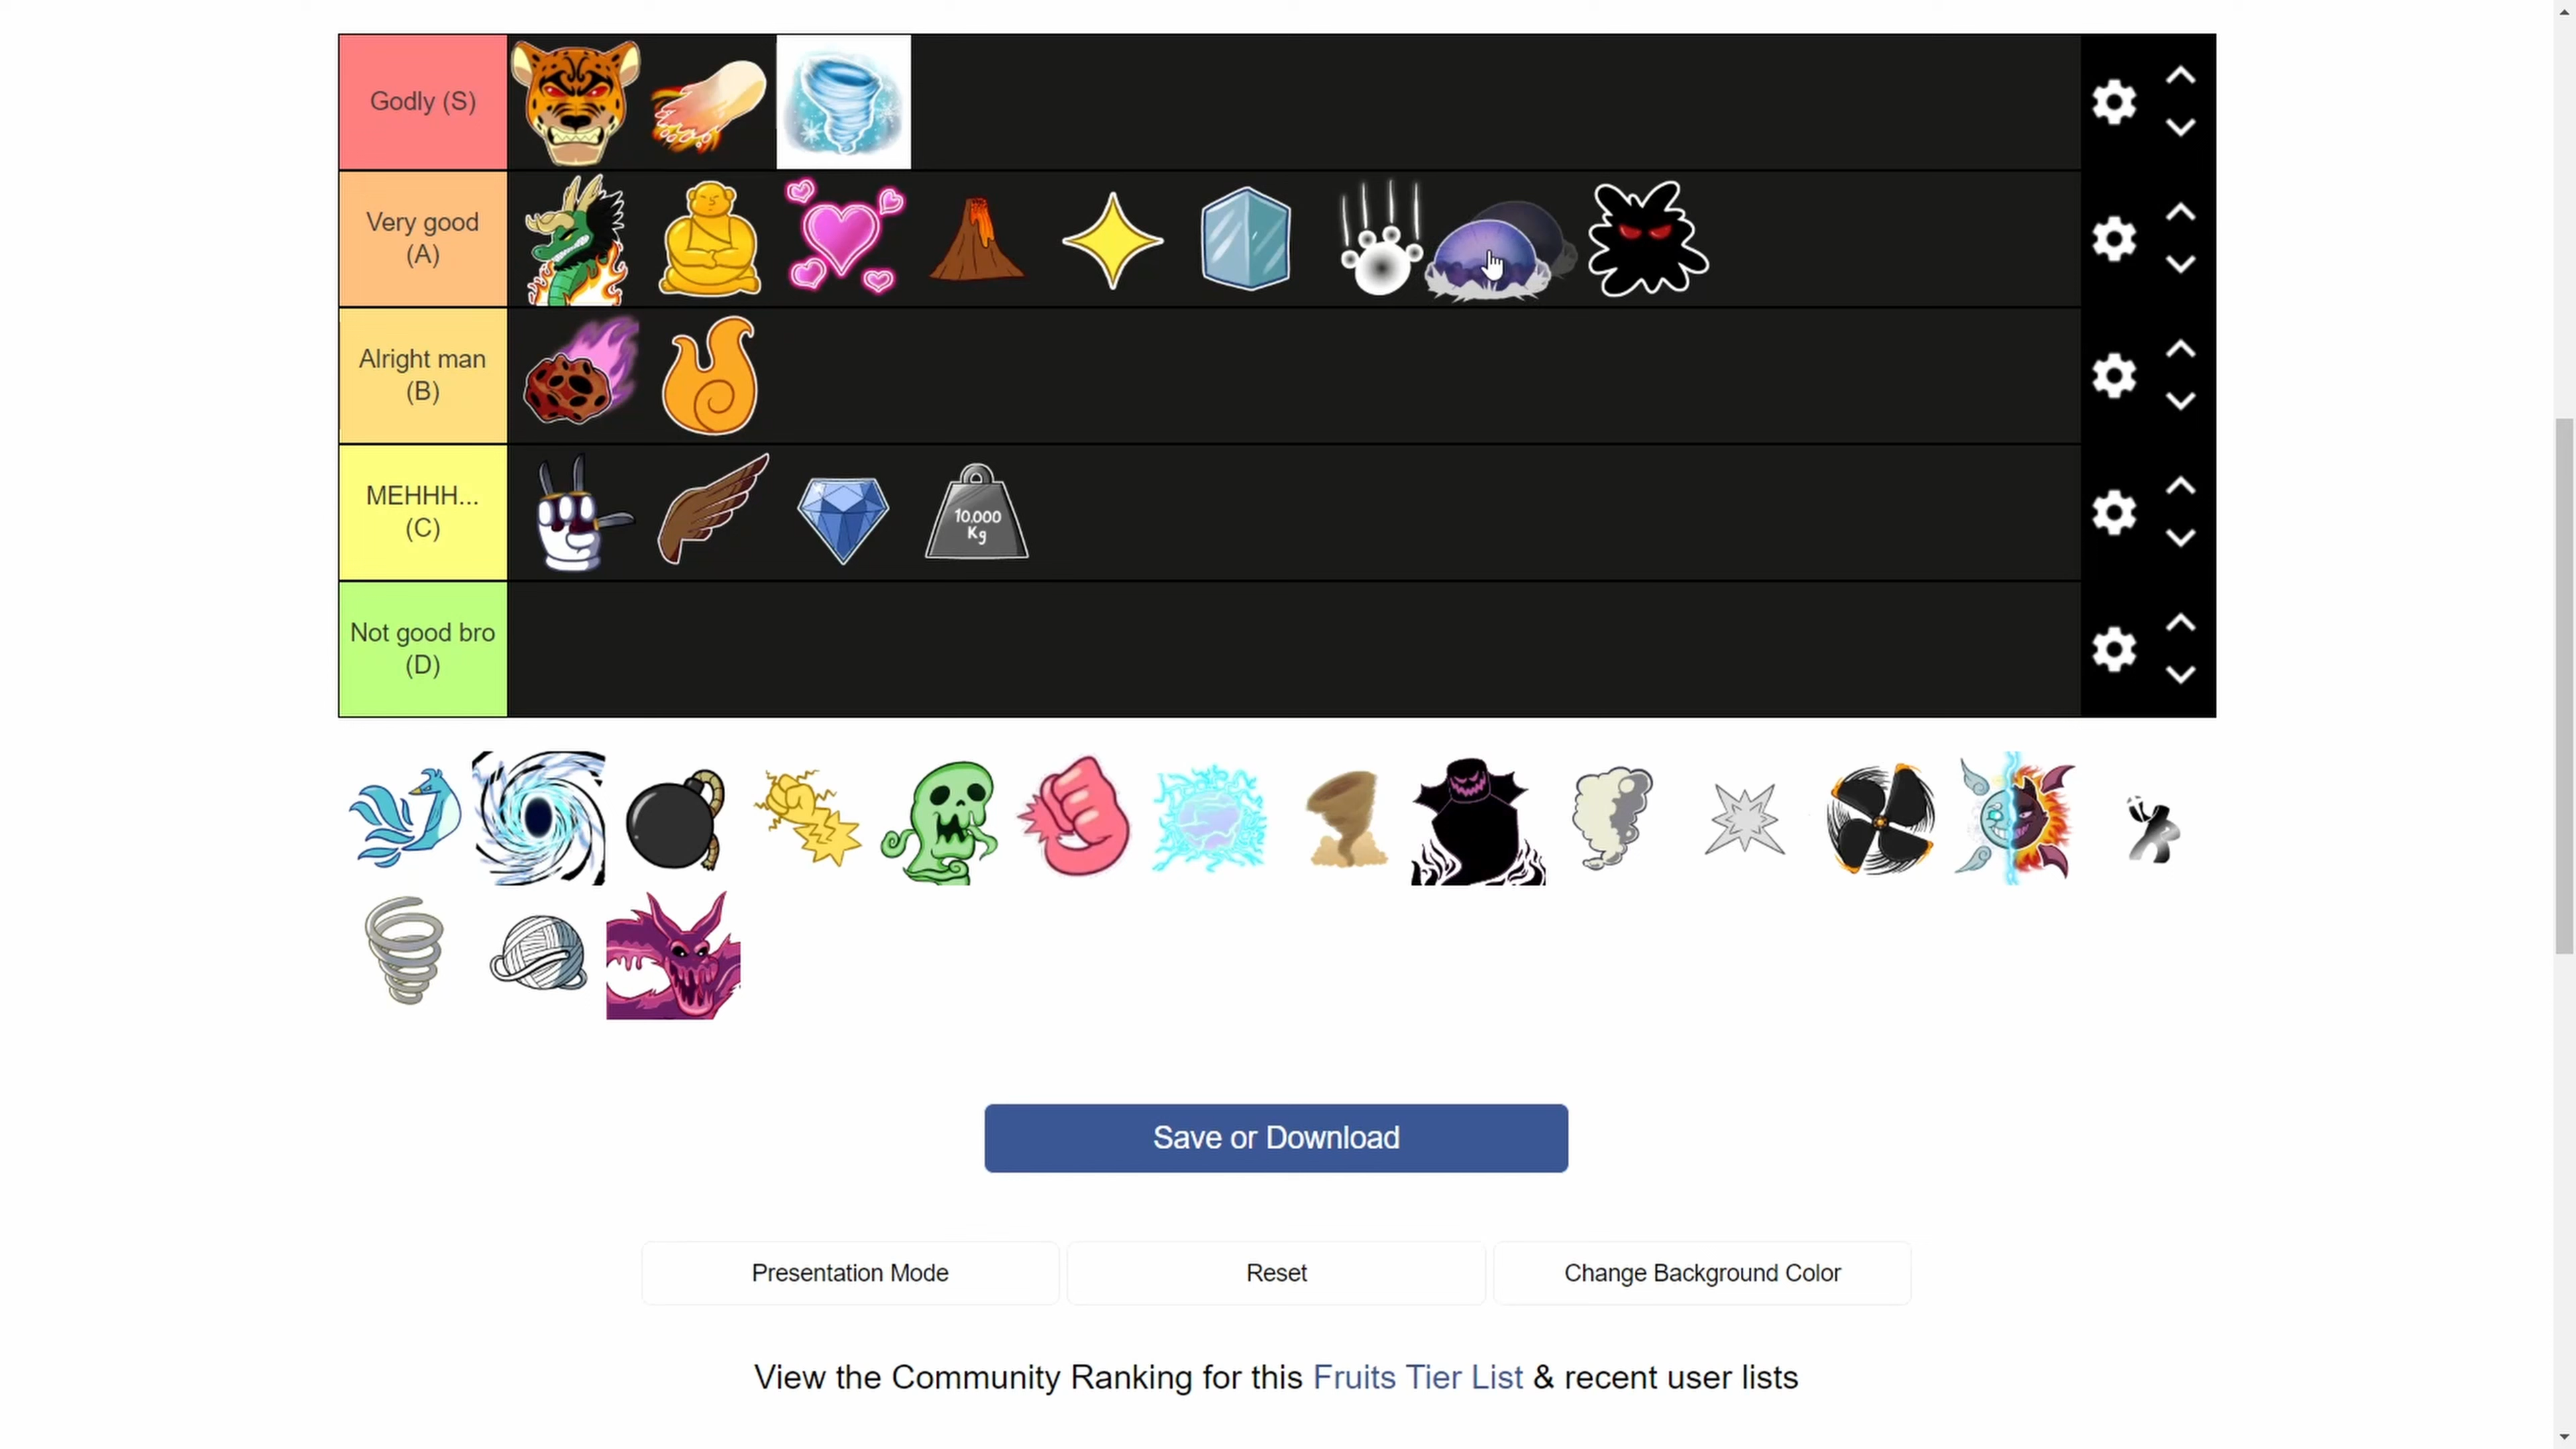 Godly (S)
Very good
(A)
Alright man
(B)
MEHHH...
(C)
10.000
Kg
Not good bro
(D)
Save or Download
Presentation Mode
Reset
Change Background Color
View the Community Ranking for this Fruits Tier List & recent user lists